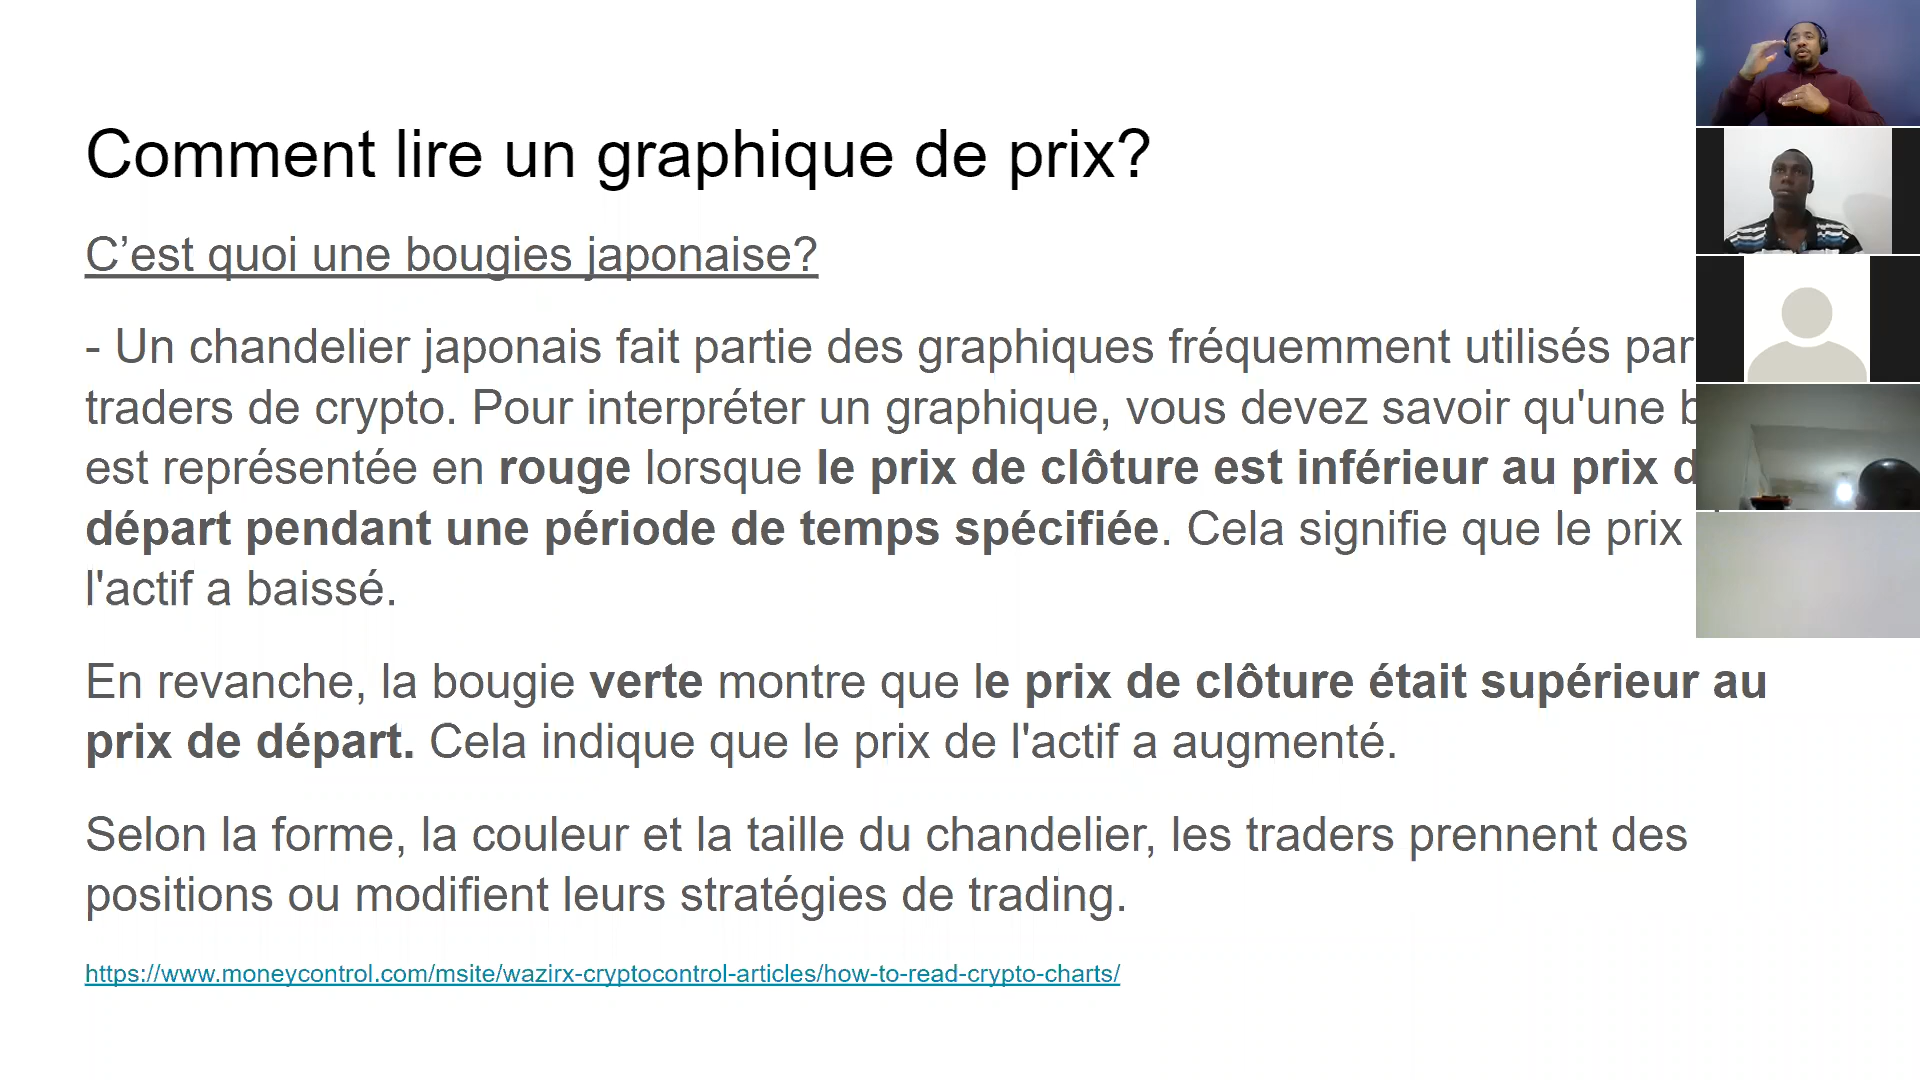 Comment lire un graphique de prix?
C’est quoi une bougies japonaise?
- Un chandelier japonais fait partie des graphiques fréquemment utilisés par
traders de crypto. Pour interpréter un graphique, vous devez savoir qu'une
est représentée en rouge lorsque le prix de clôture est inférieur au prix
départ pendant une période de temps spécifiée. Cela signifie que le prix
l'actif a baissé.
En revanche, la bougie verte montre que le prix de clôture était supérieur au
prix de départ. Cela indique que le prix de l'actif a augmenté.
Selon la forme, la couleur et la taille du chandelier, les traders prennent des
positions ou modifient leurs stratégies de trading.
https://www.moneycontrol.com/msite/wazirx-cryptocontrol-articles/how-to-read-crypto-charts/